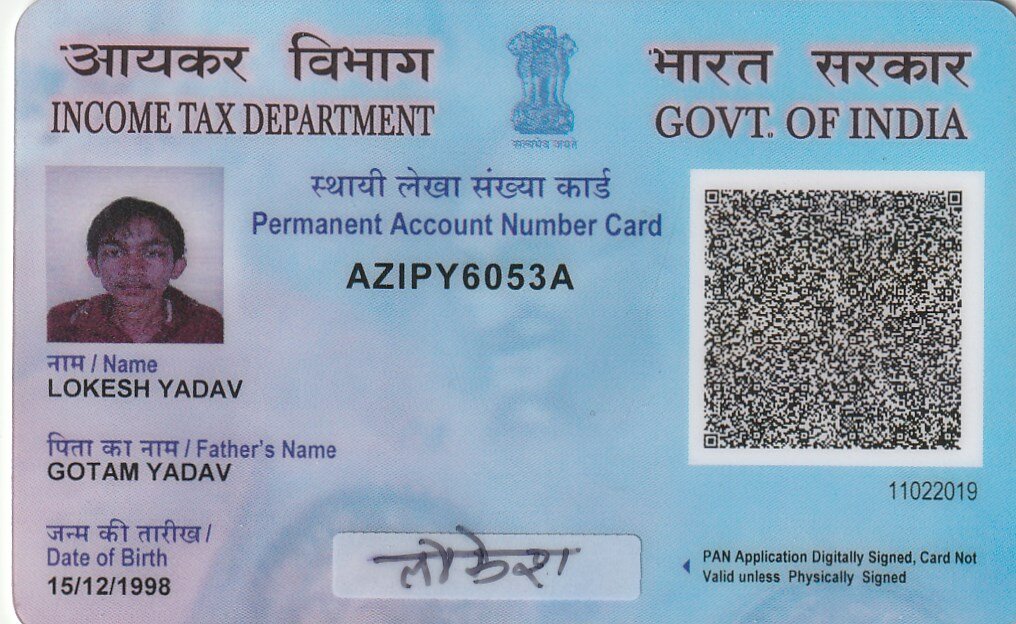 आयकर विभाग
INCOME TAX DEPARTMENT
सत्यमेव जयते
भारत सरकार
GOVT. OF INDIA
स्थायी लेखा संख्या कार्ड
Permanent Account Number Card
AZIPY6053A
नाम / Name
LOKESH YADAV
पिता का नाम / Father's Name
GOTAM YADAV
11022019
जन्म की तारीख /
Date of Birth
15/12/1998
लोकेश
PAN Application Digitally Signed, Card Not
Valid unless Physically Signed